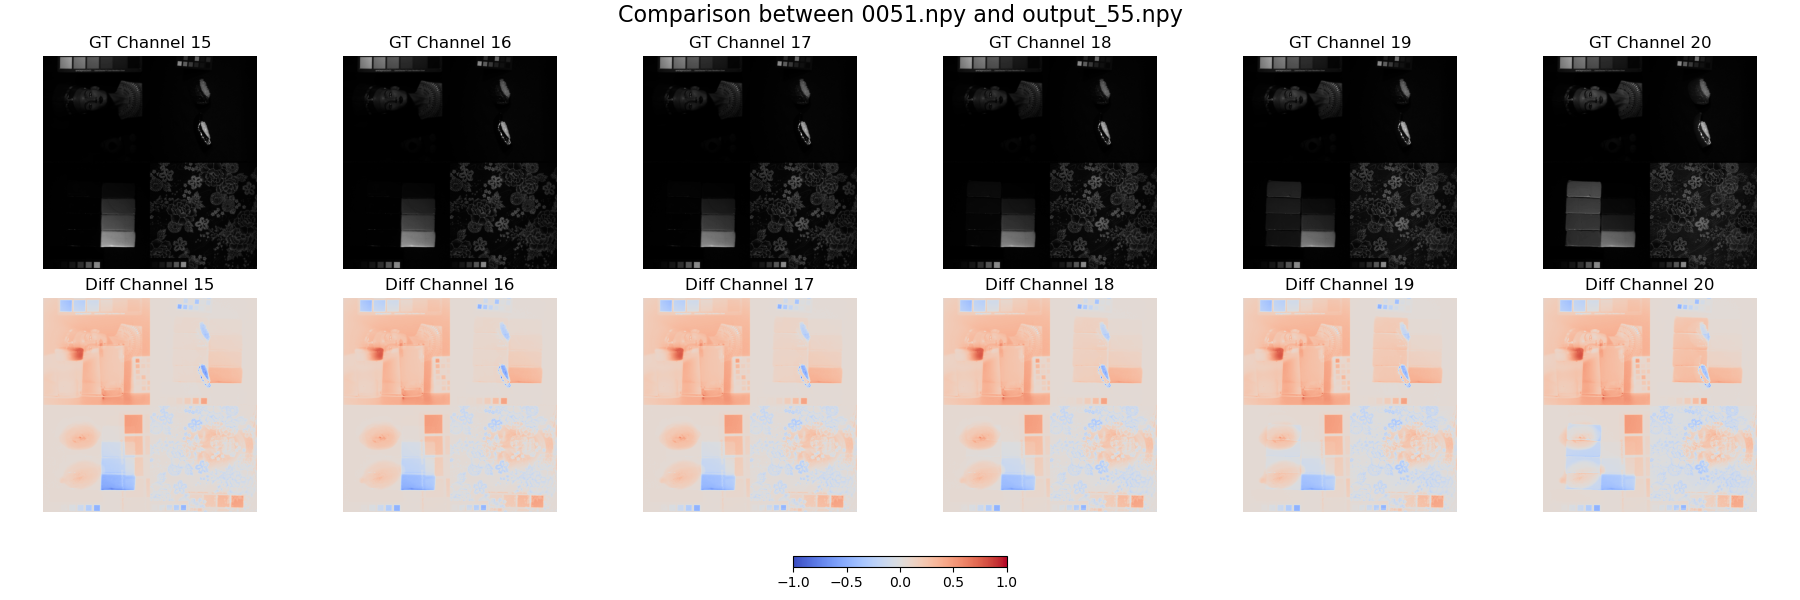 Comparison between 0051.npy and output_55.npy
GT Channel 15
GT Channel 16
GT Channel 17
GT Channel 18
GT Channel 19
GT Channel 20
Diff Channel 15
Diff Channel 16
Diff Channel 17
Diff Channel 18
Diff Channel 19
Diff Channel 20
−1.0 −0.5 0.0 0.5 1.0